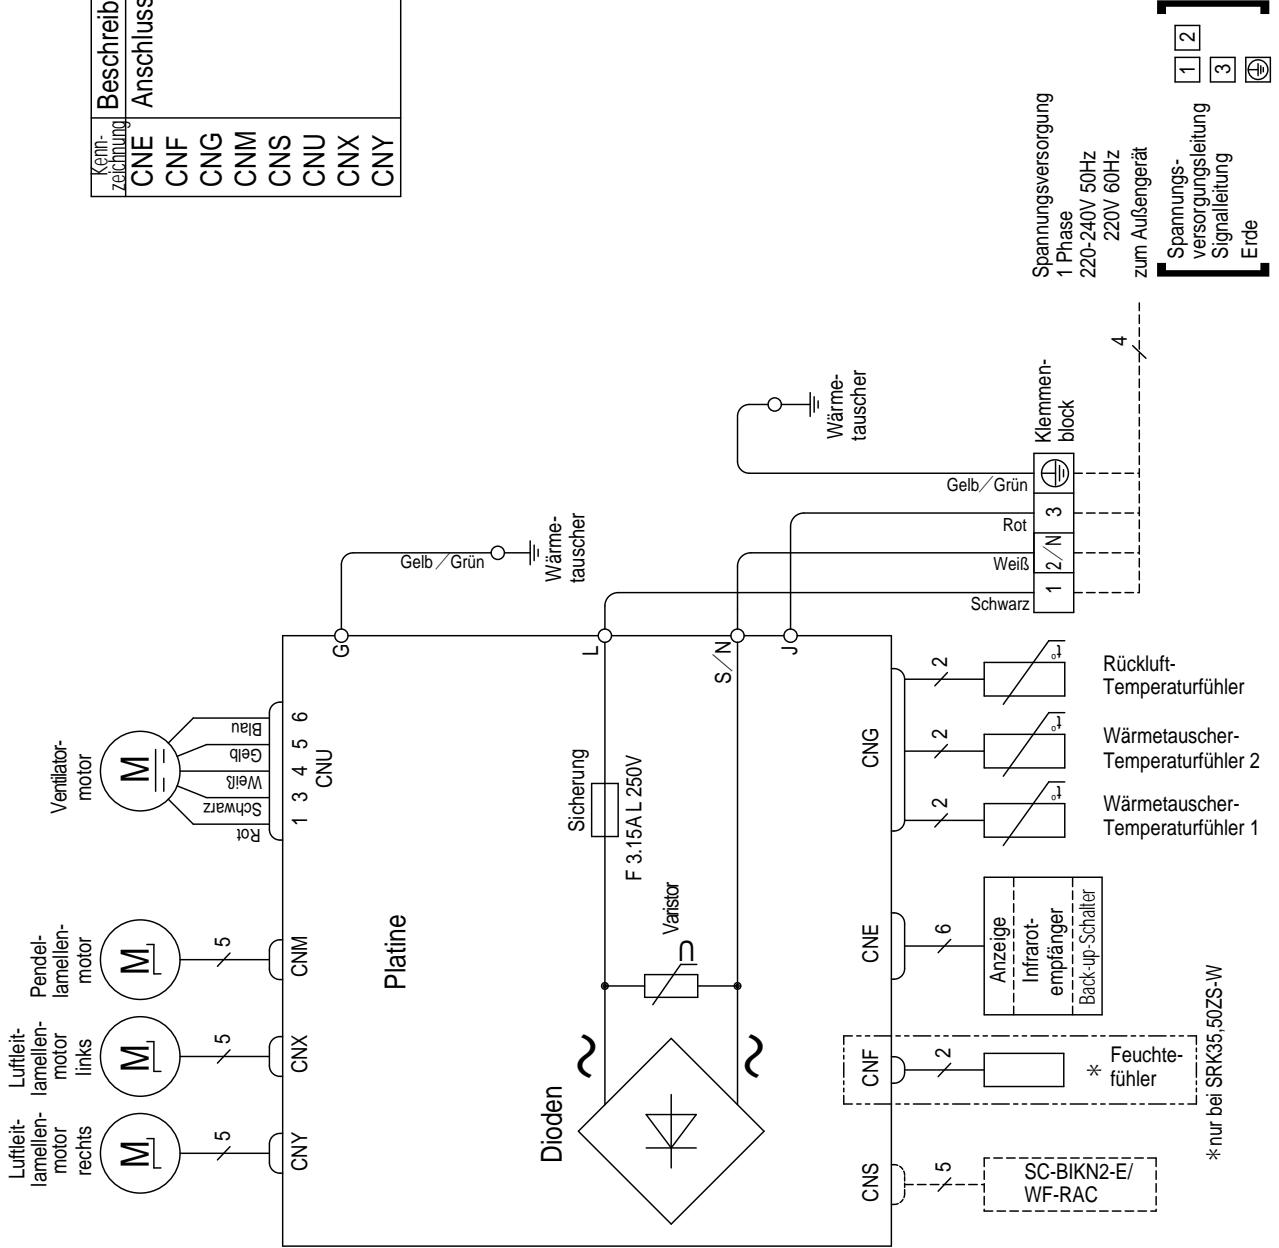 Kenn-
zeichnung
Beschreib
CNE
Anschluss
CNF
CNG
CNM
CNS
CNU
CNX
CNY
Spannungsversorgung
1 Phase
220-240V 50Hz
220V 60Hz
zum Außengerät
Spannungs-
versorgungsleitung
1 2
Signalleitung
3
Erde
4
Wärme-
tauscher
Klemmen-
block
Gelb/Grün
Rot
3
Weiß
2/N
Schwarz
1
Gelb/Grün
Wärme-
tauscher
G
L
S/N
J
Ventilator-
motor
M
Rot
Schwarz
Weiß
Gelb
Blau
1 3 4 5 6
CNU
Pendel-
lamellen-
motor
M
5
CNM
Luftleit-
lamellen-
motor
links
M
5
CNX
Luftleit-
lamellen-
motor
rechts
M
5
CNY
Platine
Sicherung
F 3.15A L 250V
Varistor
U
Dioden
~
~
CNG
2
t°
Rückluft-
Temperaturfühler
2
t°
Wärmetauscher-
Temperaturfühler 2
2
t°
Wärmetauscher-
Temperaturfühler 1
CNE
6
Anzeige
Infrarot-
empfänger
Back-up-Schalter
CNF
2
* Feuchte-
fühler
*nur bei SRK35,50ZS-W
CNS
5
SC-BIKN2-E/
WF-RAC